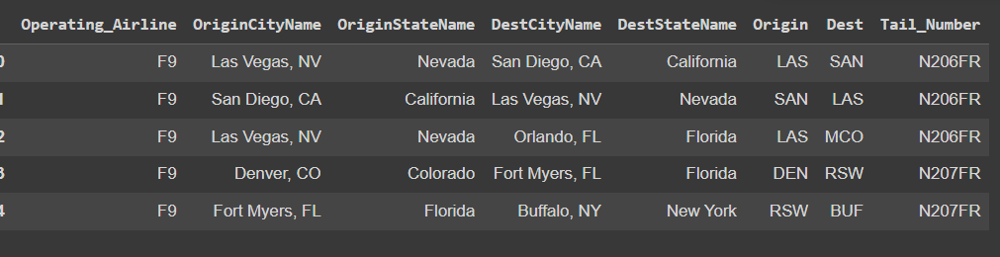 Operating_Airline OriginCityName OriginStateName DestCityName DestStateName Origin Dest Tail_Number
0 F9 Las Vegas, NV Nevada San Diego, CA California LAS SAN N206FR
1 F9 San Diego, CA California Las Vegas, NV Nevada SAN LAS N206FR
2 F9 Las Vegas, NV Nevada Orlando, FL Florida LAS MCO N206FR
3 F9 Denver, CO Colorado Fort Myers, FL Florida DEN RSW N207FR
4 F9 Fort Myers, FL Florida Buffalo, NY New York RSW BUF N207FR